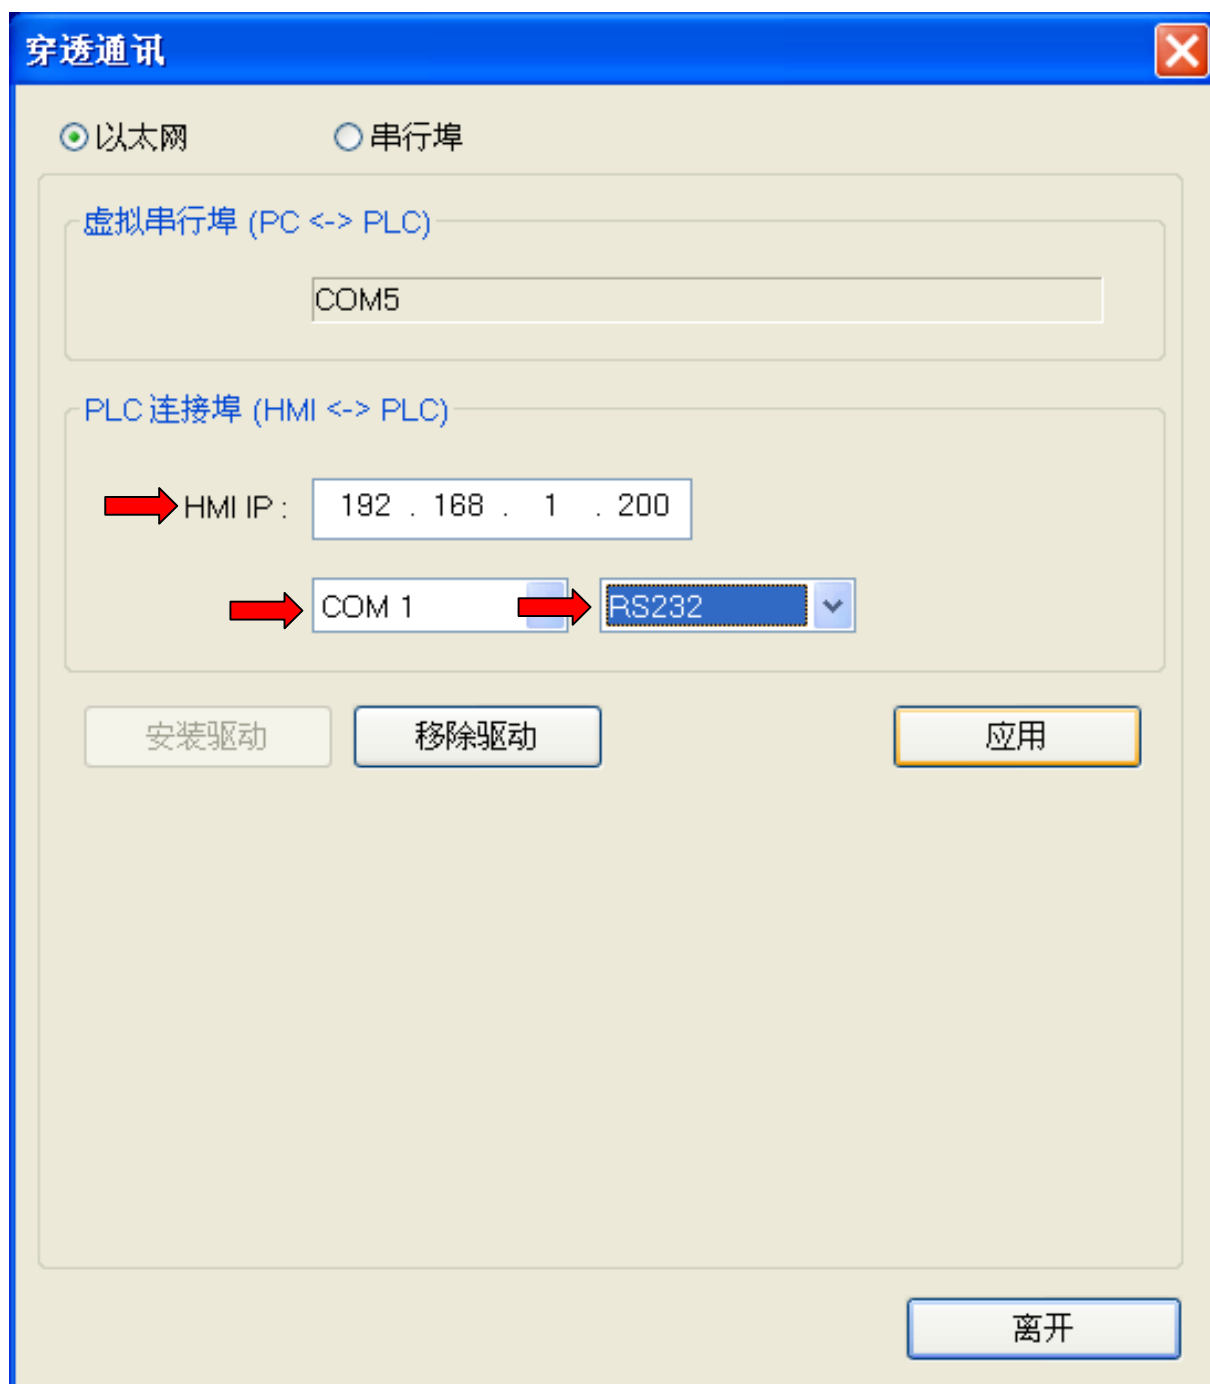 穿透通讯
以太网 串行埠
虚拟串行埠 (PC <-> PLC)
COM5
PLC 连接埠 (HMI <-> PLC)
HMI IP : 192 . 168 . 1 . 200
COM 1 RS232
安装驱动 移除驱动 应用
离开